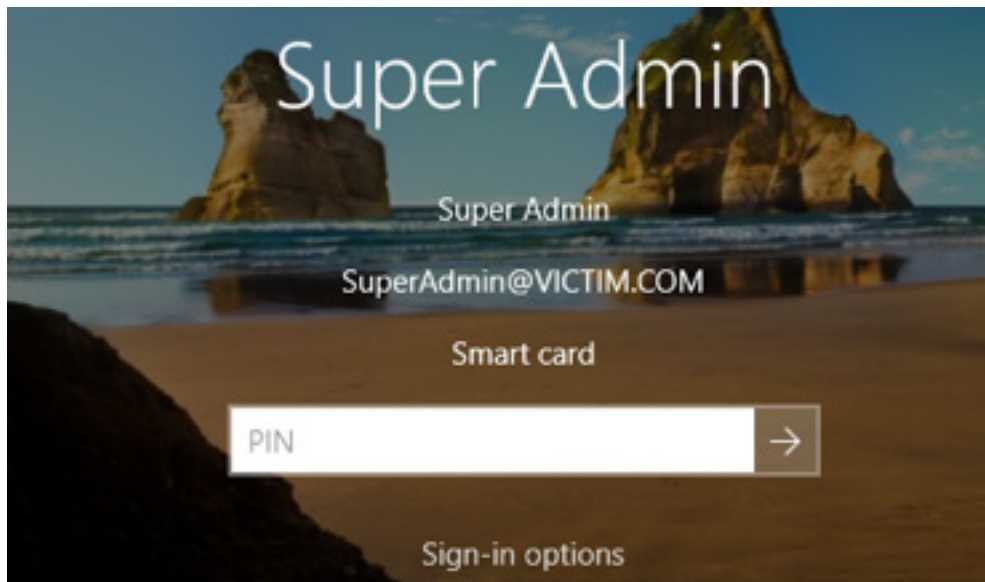 Super Admin
Super Admin
SuperAdmin@VICTIM.COM
Smart card
PIN
Sign-in options